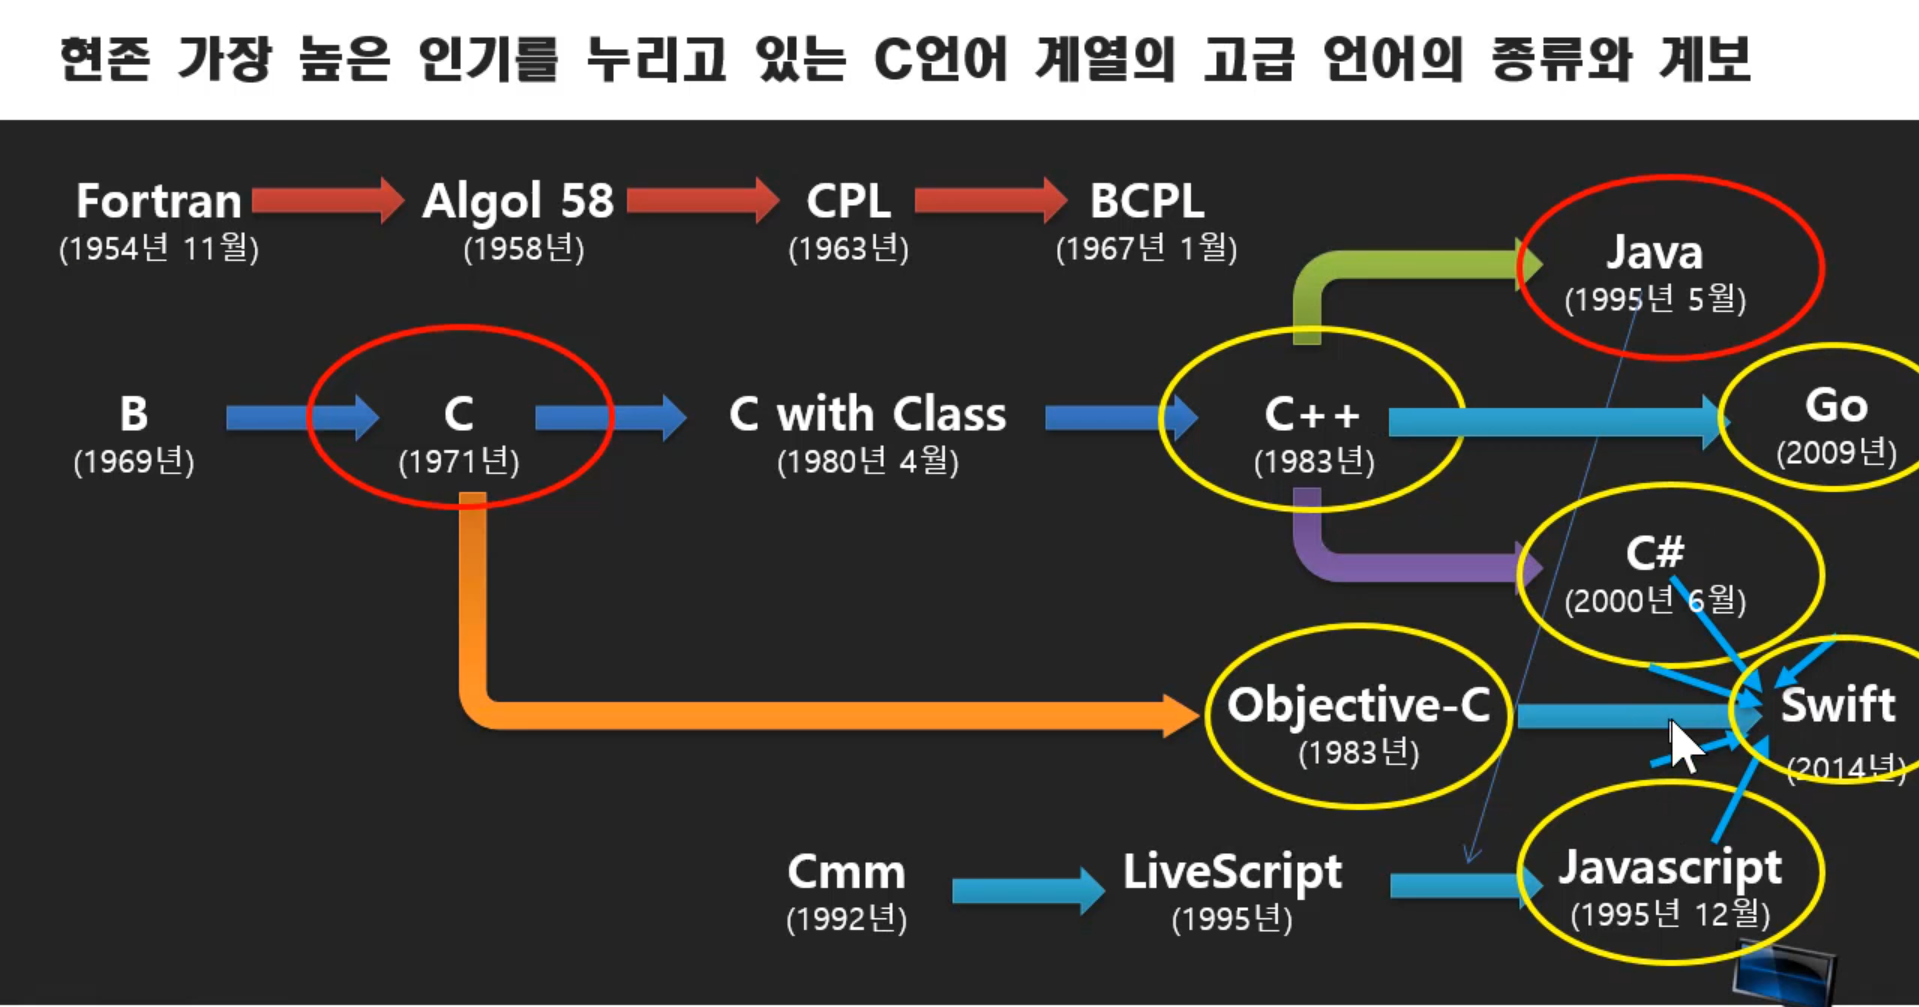 현존 가장 높은 인기를 누리고 있는 C언어 계열의 고급 언어의 종류와 계보
Fortran
(1954년 11월)
Algol 58
(1958년)
CPL
(1963년)
BCPL
(1967년 1월)
Java
(1995년 5월)
B
(1969년)
C
(1971년)
C with Class
(1980년 4월)
C++
(1983년)
Go
(2009년)
C#
(2000년 6월)
Objective-C
(1983년)
Swift
(2014년)
Cmm
(1992년)
LiveScript
(1995년)
Javascript
(1995년 12월)